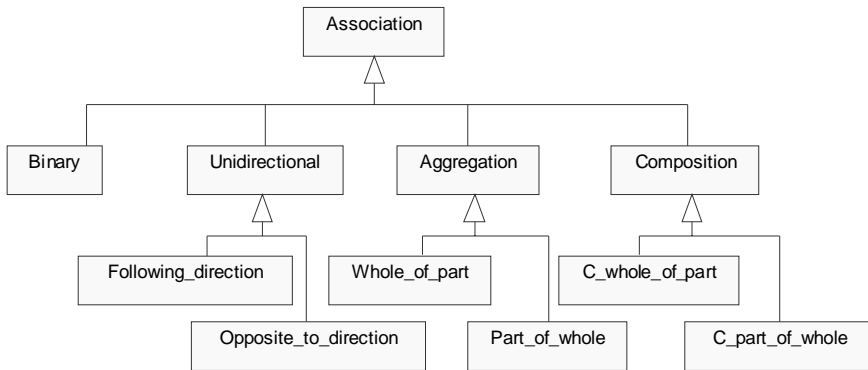 Association
Binary
Unidirectional
Aggregation
Composition
Following_direction
Whole_of_part
C_whole_of_part
Opposite_to_direction
Part_of_whole
C_part_of_whole